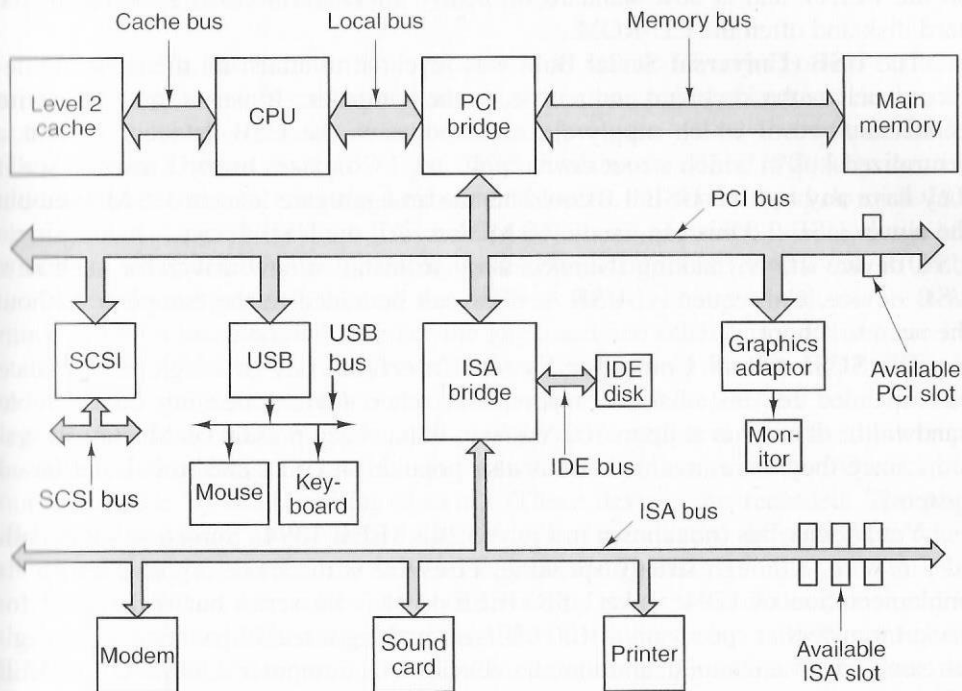 Cache bus
Local bus
Memory bus
Level 2
cache
CPU
PCI
bridge
Main
memory
PCI bus
SCSI
USB
USB
bus
ISA
bridge
IDE
disk
Graphics
adaptor
Available
PCI slot
SCSI bus
Mouse
Key-
board
IDE bus
Mon-
itor
ISA bus
Modem
Sound
card
Printer
Available
ISA slot